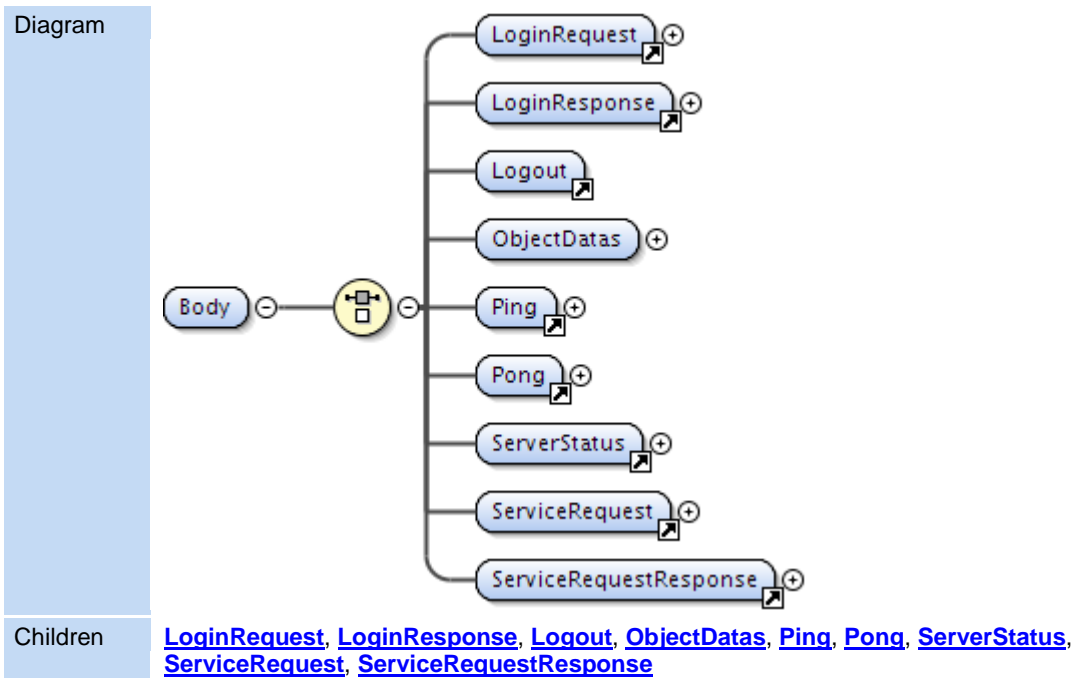 Diagram
LoginRequest
LoginResponse
Logout
ObjectDatas
Body
Ping
Pong
ServerStatus
ServiceRequest
ServiceRequestResponse
Children
LoginRequest, LoginResponse, Logout, ObjectDatas, Ping, Pong, ServerStatus,
ServiceRequest, ServiceRequestResponse